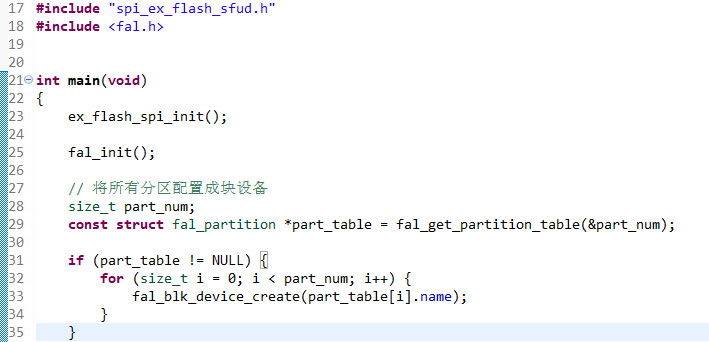 17 #include "spi_ex_flash_sfud.h"
18 #include <fal.h>
19
20
21 int main(void)
22 {
23     ex_flash_spi_init();
24
25     fal_init();
26
27     // 将所有分区配置成块设备
28     size_t part_num;
29     const struct fal_partition *part_table = fal_get_partition_table(&part_num);
30
31     if (part_table != NULL) {
32         for (size_t i = 0; i < part_num; i++) {
33             fal_blk_device_create(part_table[i].name);
34         }
35     }